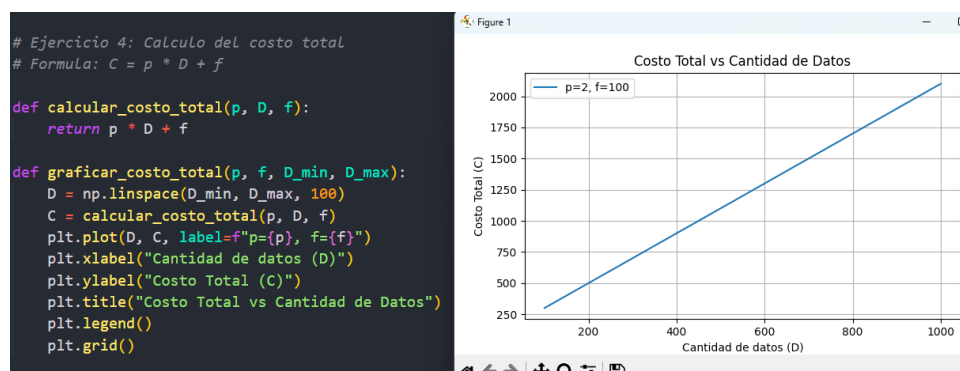 # Ejercicio 4: Calculo del costo total
# Formula: C = p * D + f
def calcular_costo_total(p, D, f):
return p * D + f
def graficar_costo_total(p, f, D_min, D_max):
D = np.linspace(D_min, D_max, 100)
C = calcular_costo_total(p, D, f)
plt.plot(D, C, label=f"p={p}, f={f}")
plt.xlabel("Cantidad de datos (D)")
plt.ylabel("Costo Total (C)")
plt.title("Costo Total vs Cantidad de Datos")
plt.legend()
plt.grid()
Figure 1
Costo Total vs Cantidad de Datos
p=2, f=100
Costo Total (C)
2000
1750
1500
1250
1000
750
500
250
200
400
600
800
1000
Cantidad de datos (D)